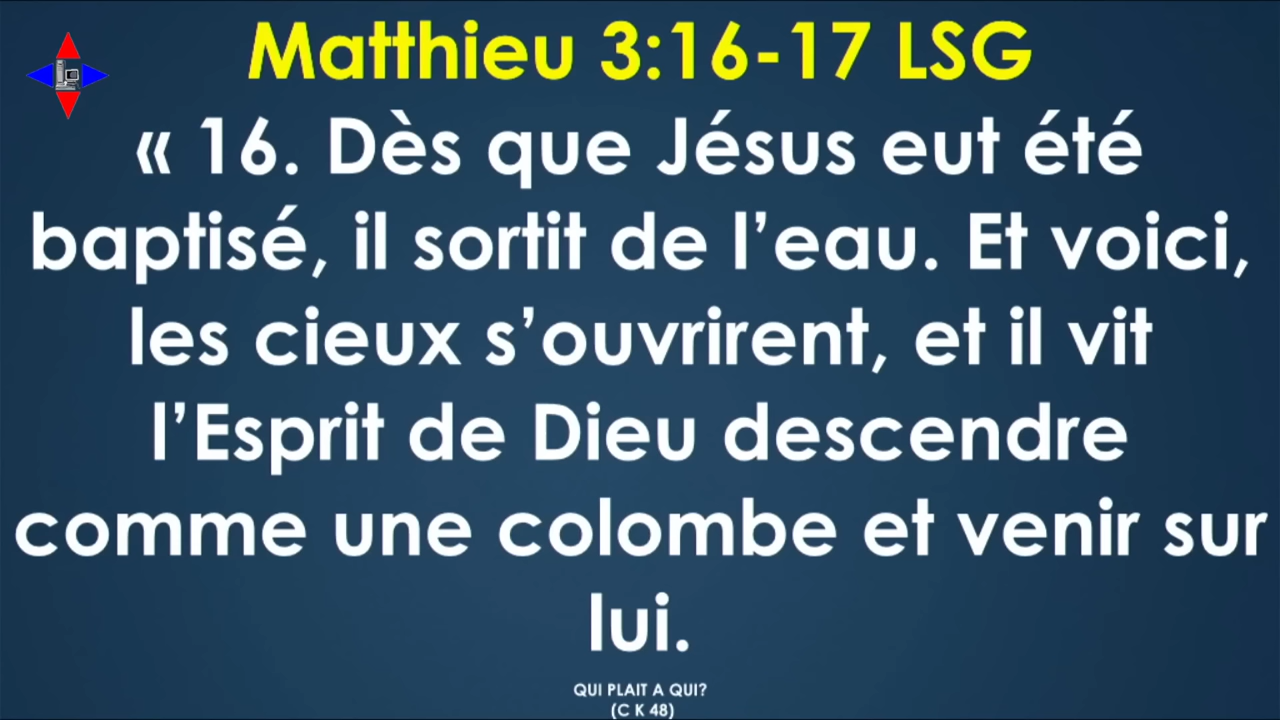 Matthieu 3:16-17 LSG
« 16. Dès que Jésus eut été
baptisé, il sortit de l’eau. Et voici,
les cieux s’ouvrirent, et il vit
l’Esprit de Dieu descendre
comme une colombe et venir sur
lui.
QUI PLAIT A QUI?
(C K 48)